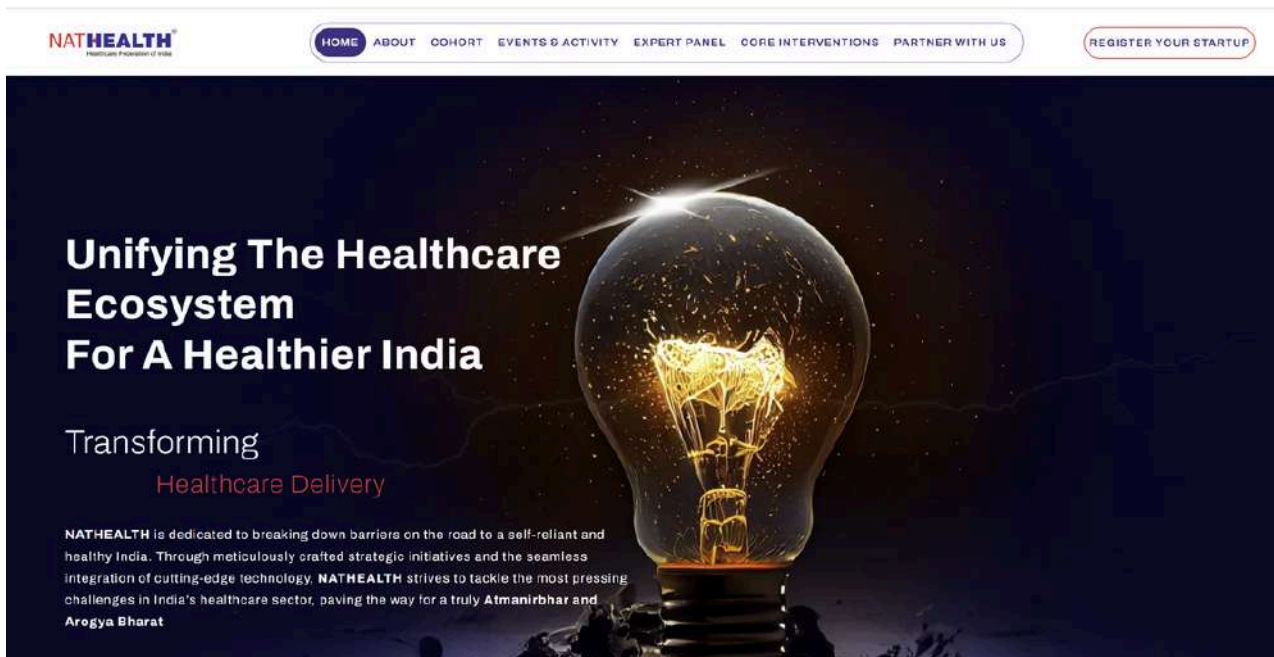 NATHEALTH
Healthcare Federation of India
HOME ABOUT COHORT EVENTS & ACTIVITY EXPERT PANEL CORE INTERVENTIONS PARTNER WITH US
REGISTER YOUR STARTUP
Unifying The Healthcare
Ecosystem
For A Healthier India
Transforming
Healthcare Delivery
NATHEALTH is dedicated to breaking down barriers on the road to a self-reliant and
healthy India. Through meticulously crafted strategic initiatives and the seamless
integration of cutting-edge technology, NATHEALTH strives to tackle the most pressing
challenges in India's healthcare sector, paving the way for a truly Atmanirbhar and
Arogya Bharat